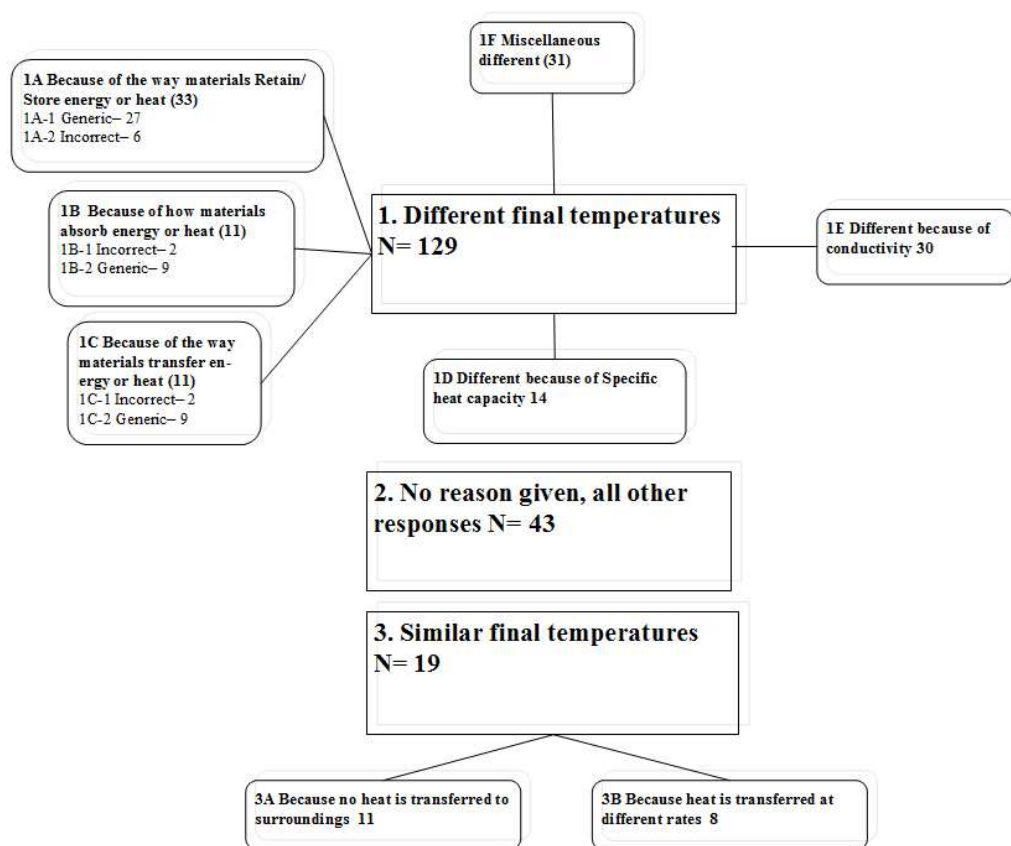 1F Miscellaneous
different (31)
1A Because of the way materials Retain/
Store energy or heat (33)
1A-1 Generic– 27
1A-2 Incorrect– 6
1B Because of how materials
absorb energy or heat (11)
1B-1 Incorrect– 2
1B-2 Generic– 9
1. Different final temperatures
N= 129
1E Different because of
conductivity 30
1C Because of the way
materials transfer en-
ergy or heat (11)
1C-1 Incorrect– 2
1C-2 Generic– 9
1D Different because of Specific
heat capacity 14
2. No reason given, all other
responses N= 43
3. Similar final temperatures
N= 19
3A Because no heat is transferred to
surroundings 11
3B Because heat is transferred at
different rates 8